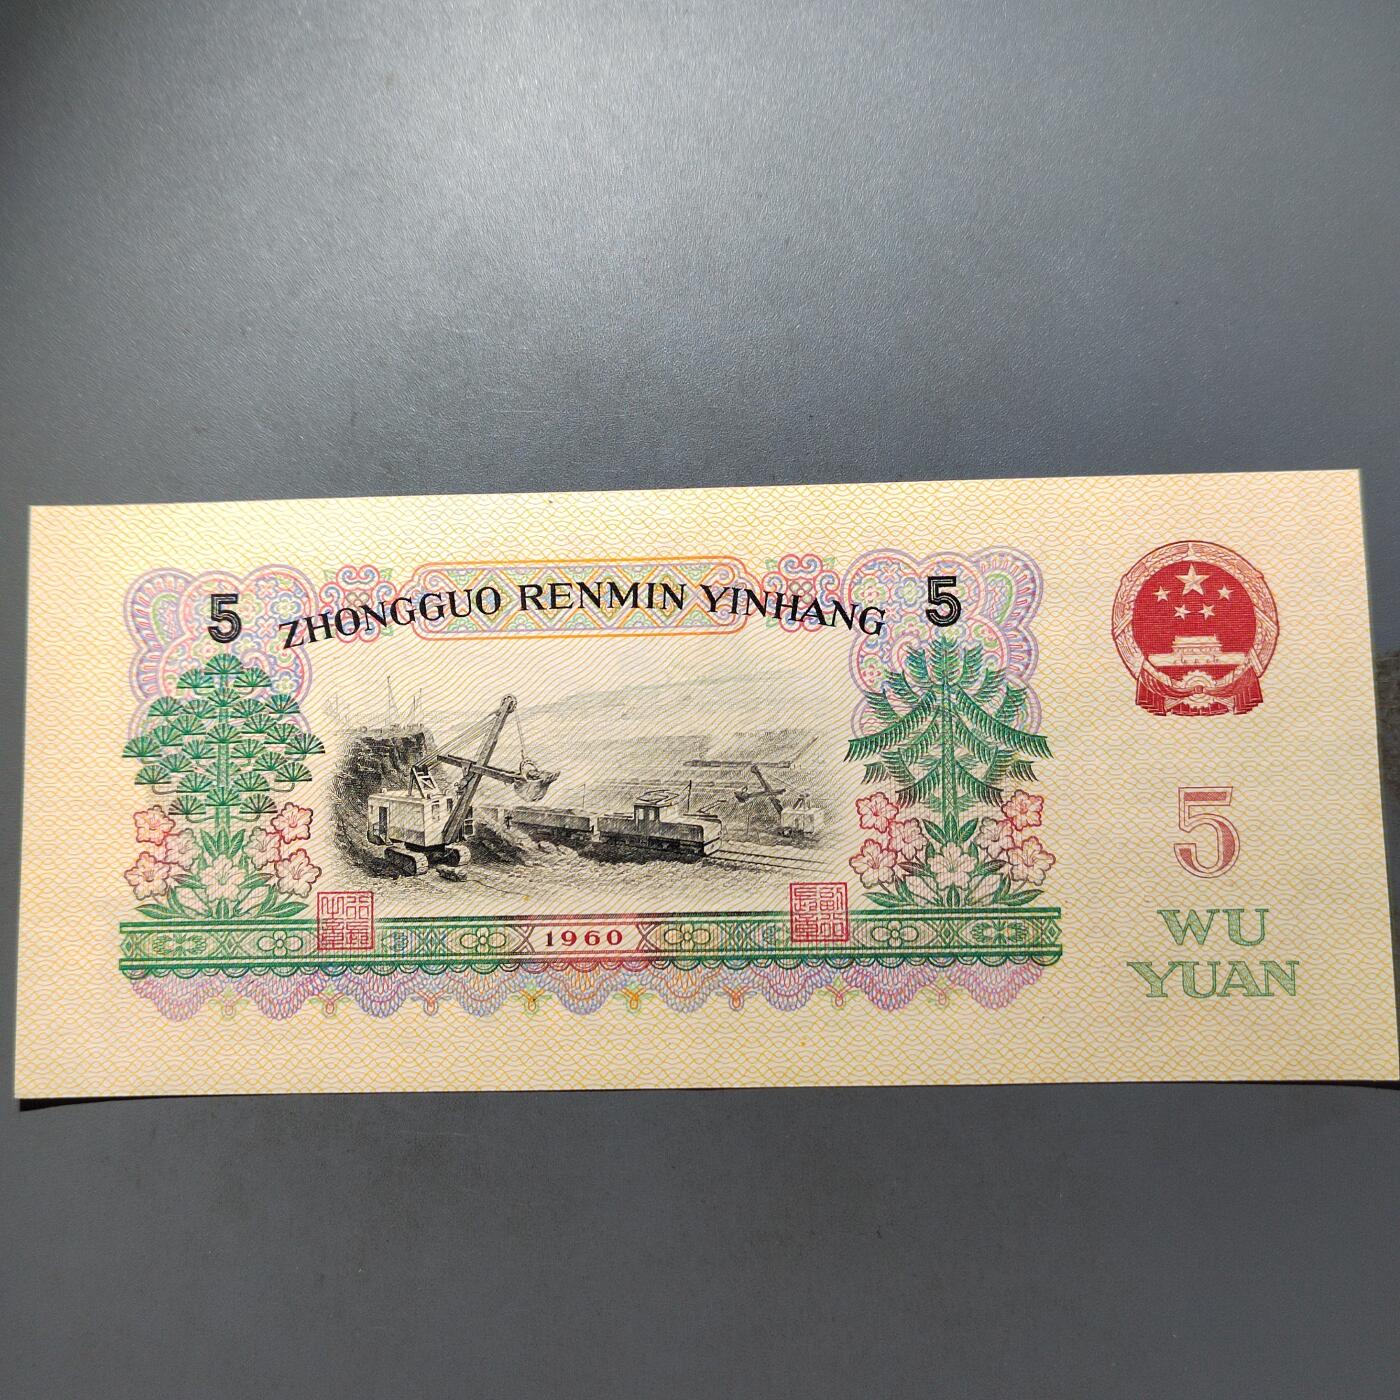 5 ZHONGGUO RENMIN YINHANG 5
1960
5
WU
YUAN